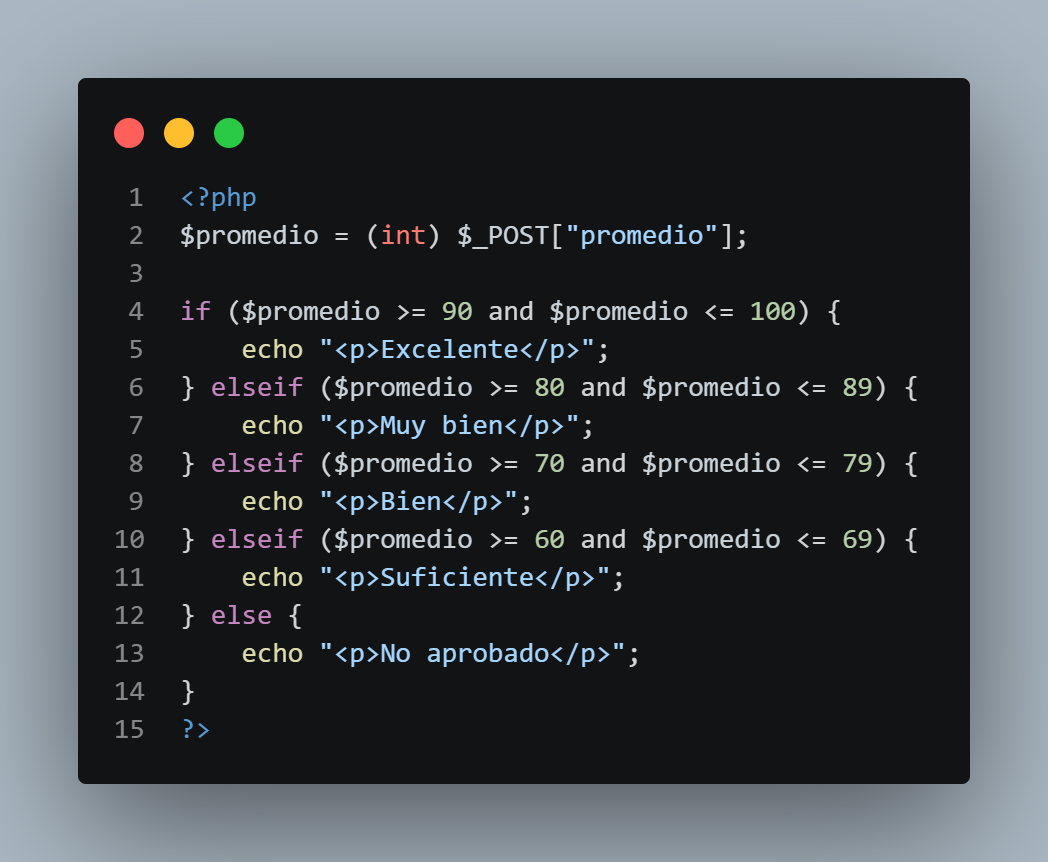 1 <?php
2 $promedio = (int) $_POST["promedio"];
3
4 if ($promedio >= 90 and $promedio <= 100) {
5     echo "<p>Excelente</p>";
6 } elseif ($promedio >= 80 and $promedio <= 89) {
7     echo "<p>Muy bien</p>";
8 } elseif ($promedio >= 70 and $promedio <= 79) {
9     echo "<p>Bien</p>";
10 } elseif ($promedio >= 60 and $promedio <= 69) {
11     echo "<p>Suficiente</p>";
12 } else {
13     echo "<p>No aprobado</p>";
14 }
15 ?>